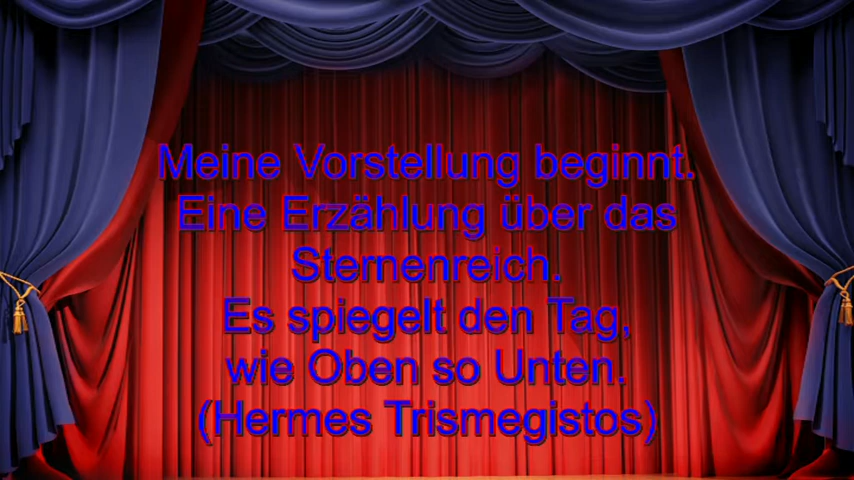 Meine Vorstellung beginnt.
Eine Erzählung über das
Sternenreich.
Es spiegelt den Tag,
wie Oben so Unten.
(Hermes Trismegistos)